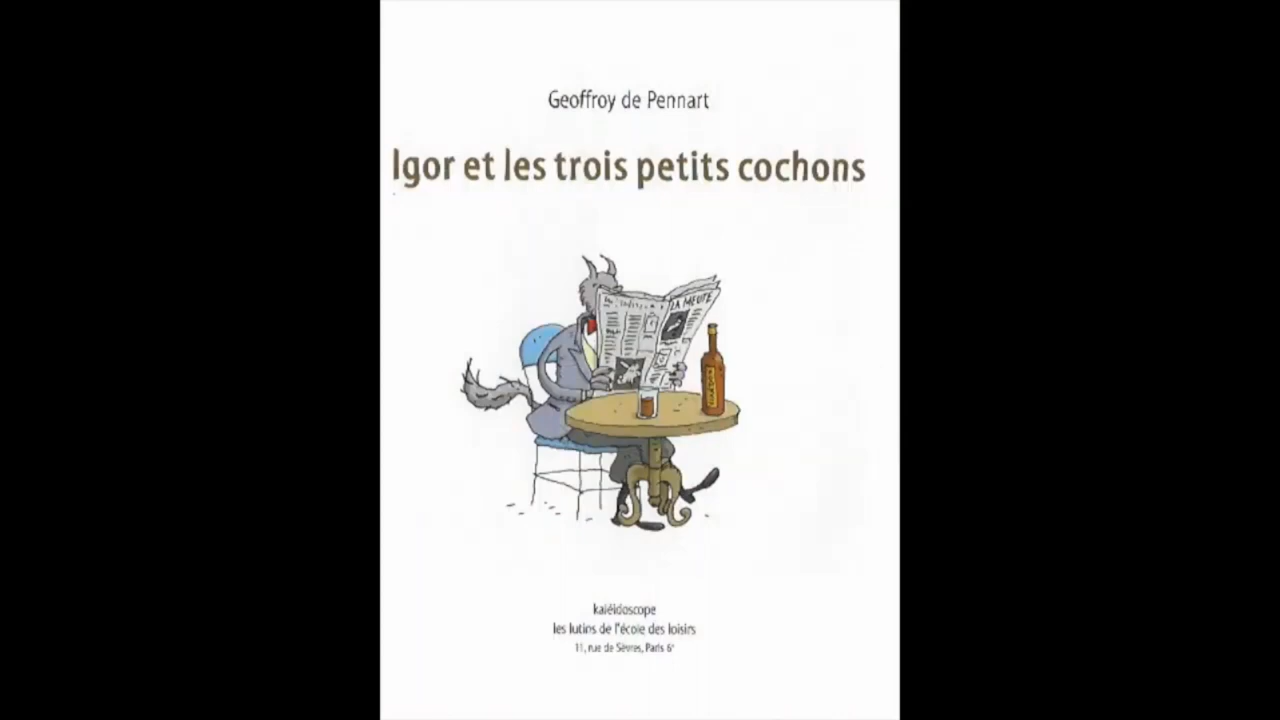 Geoffroy de Pennart
Igor et les trois petits cochons
LA MEUTE
kaléidoscope
les lutins de l'école des loisirs
11, rue de Sèvres, Paris 6e